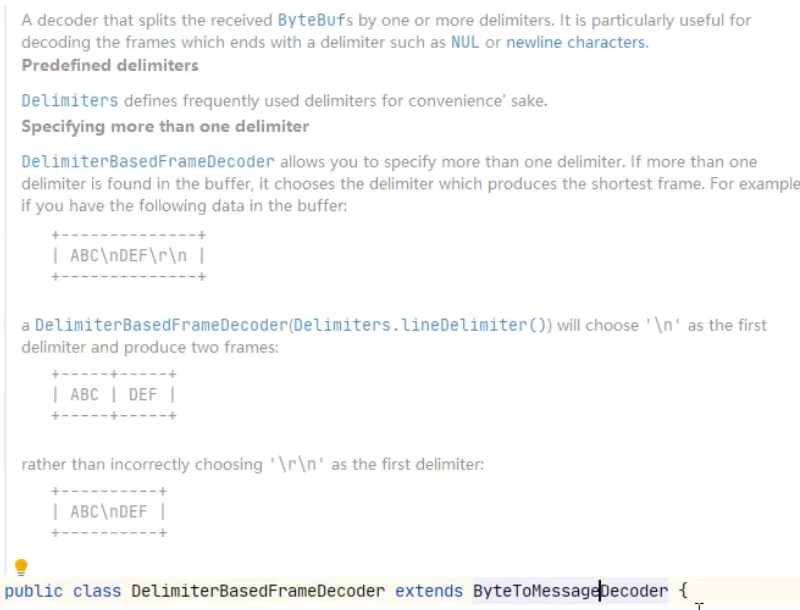 A decoder that splits the received ByteBufs by one or more delimiters. It is particularly useful for
decoding the frames which ends with a delimiter such as NUL or newline characters.
Predefined delimiters
Delimiters defines frequently used delimiters for convenience' sake.
Specifying more than one delimiter
DelimiterBasedFrameDecoder allows you to specify more than one delimiter. If more than one
delimiter is found in the buffer, it chooses the delimiter which produces the shortest frame. For example
if you have the following data in the buffer:
+--------------+
| ABC\nDEF\r\n |
+--------------+
a DelimiterBasedFrameDecoder(Delimiters.lineDelimiter()) will choose '\n' as the first
delimiter and produce two frames:
+-----+-----+
| ABC | DEF |
+-----+-----+
rather than incorrectly choosing '\r\n' as the first delimiter:
+----------+
| ABC\nDEF |
+----------+
public class DelimiterBasedFrameDecoder extends ByteToMessageDecoder {